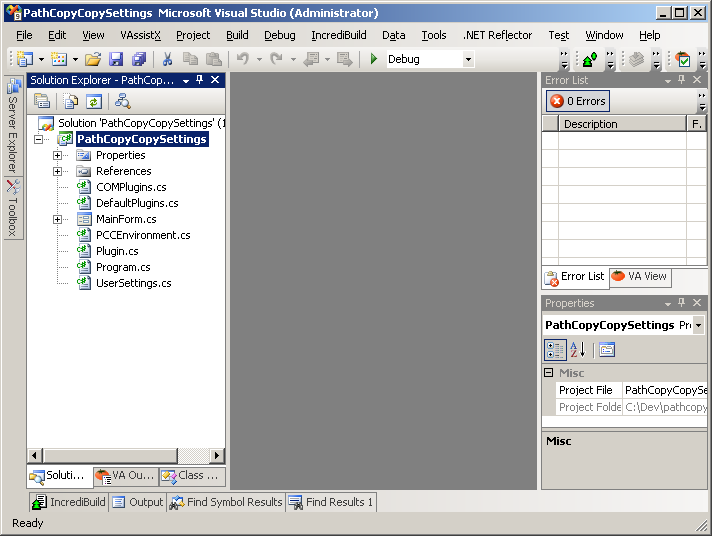 PathCopyCopySettings  Microsoft Visual Studio (Administrator)
File Edit View VAssistX Project Build Debug IncrediBuild Data Tools .NET Reflector Test Window Help
Debug
Server Explorer
Toolbox
Solution Explorer - PathCop...
Solution 'PathCopyCopySettings' (1
PathCopyCopySettings
Properties
References
COMPlugins.cs
DefaultPlugins.cs
MainForm.cs
PCCEnvironment.cs
Plugin.cs
Program.cs
UserSettings.cs
Soluti... VA Ou... Class ...
Error List
0 Errors
Description F.
Error List VA View
Properties
PathCopyCopySettings Pr
A
Z
Misc
Project File PathCopyCopySe
Project Folde C:\Dev\pathcopy
Misc
IncrediBuild Output Find Symbol Results Find Results 1
Ready